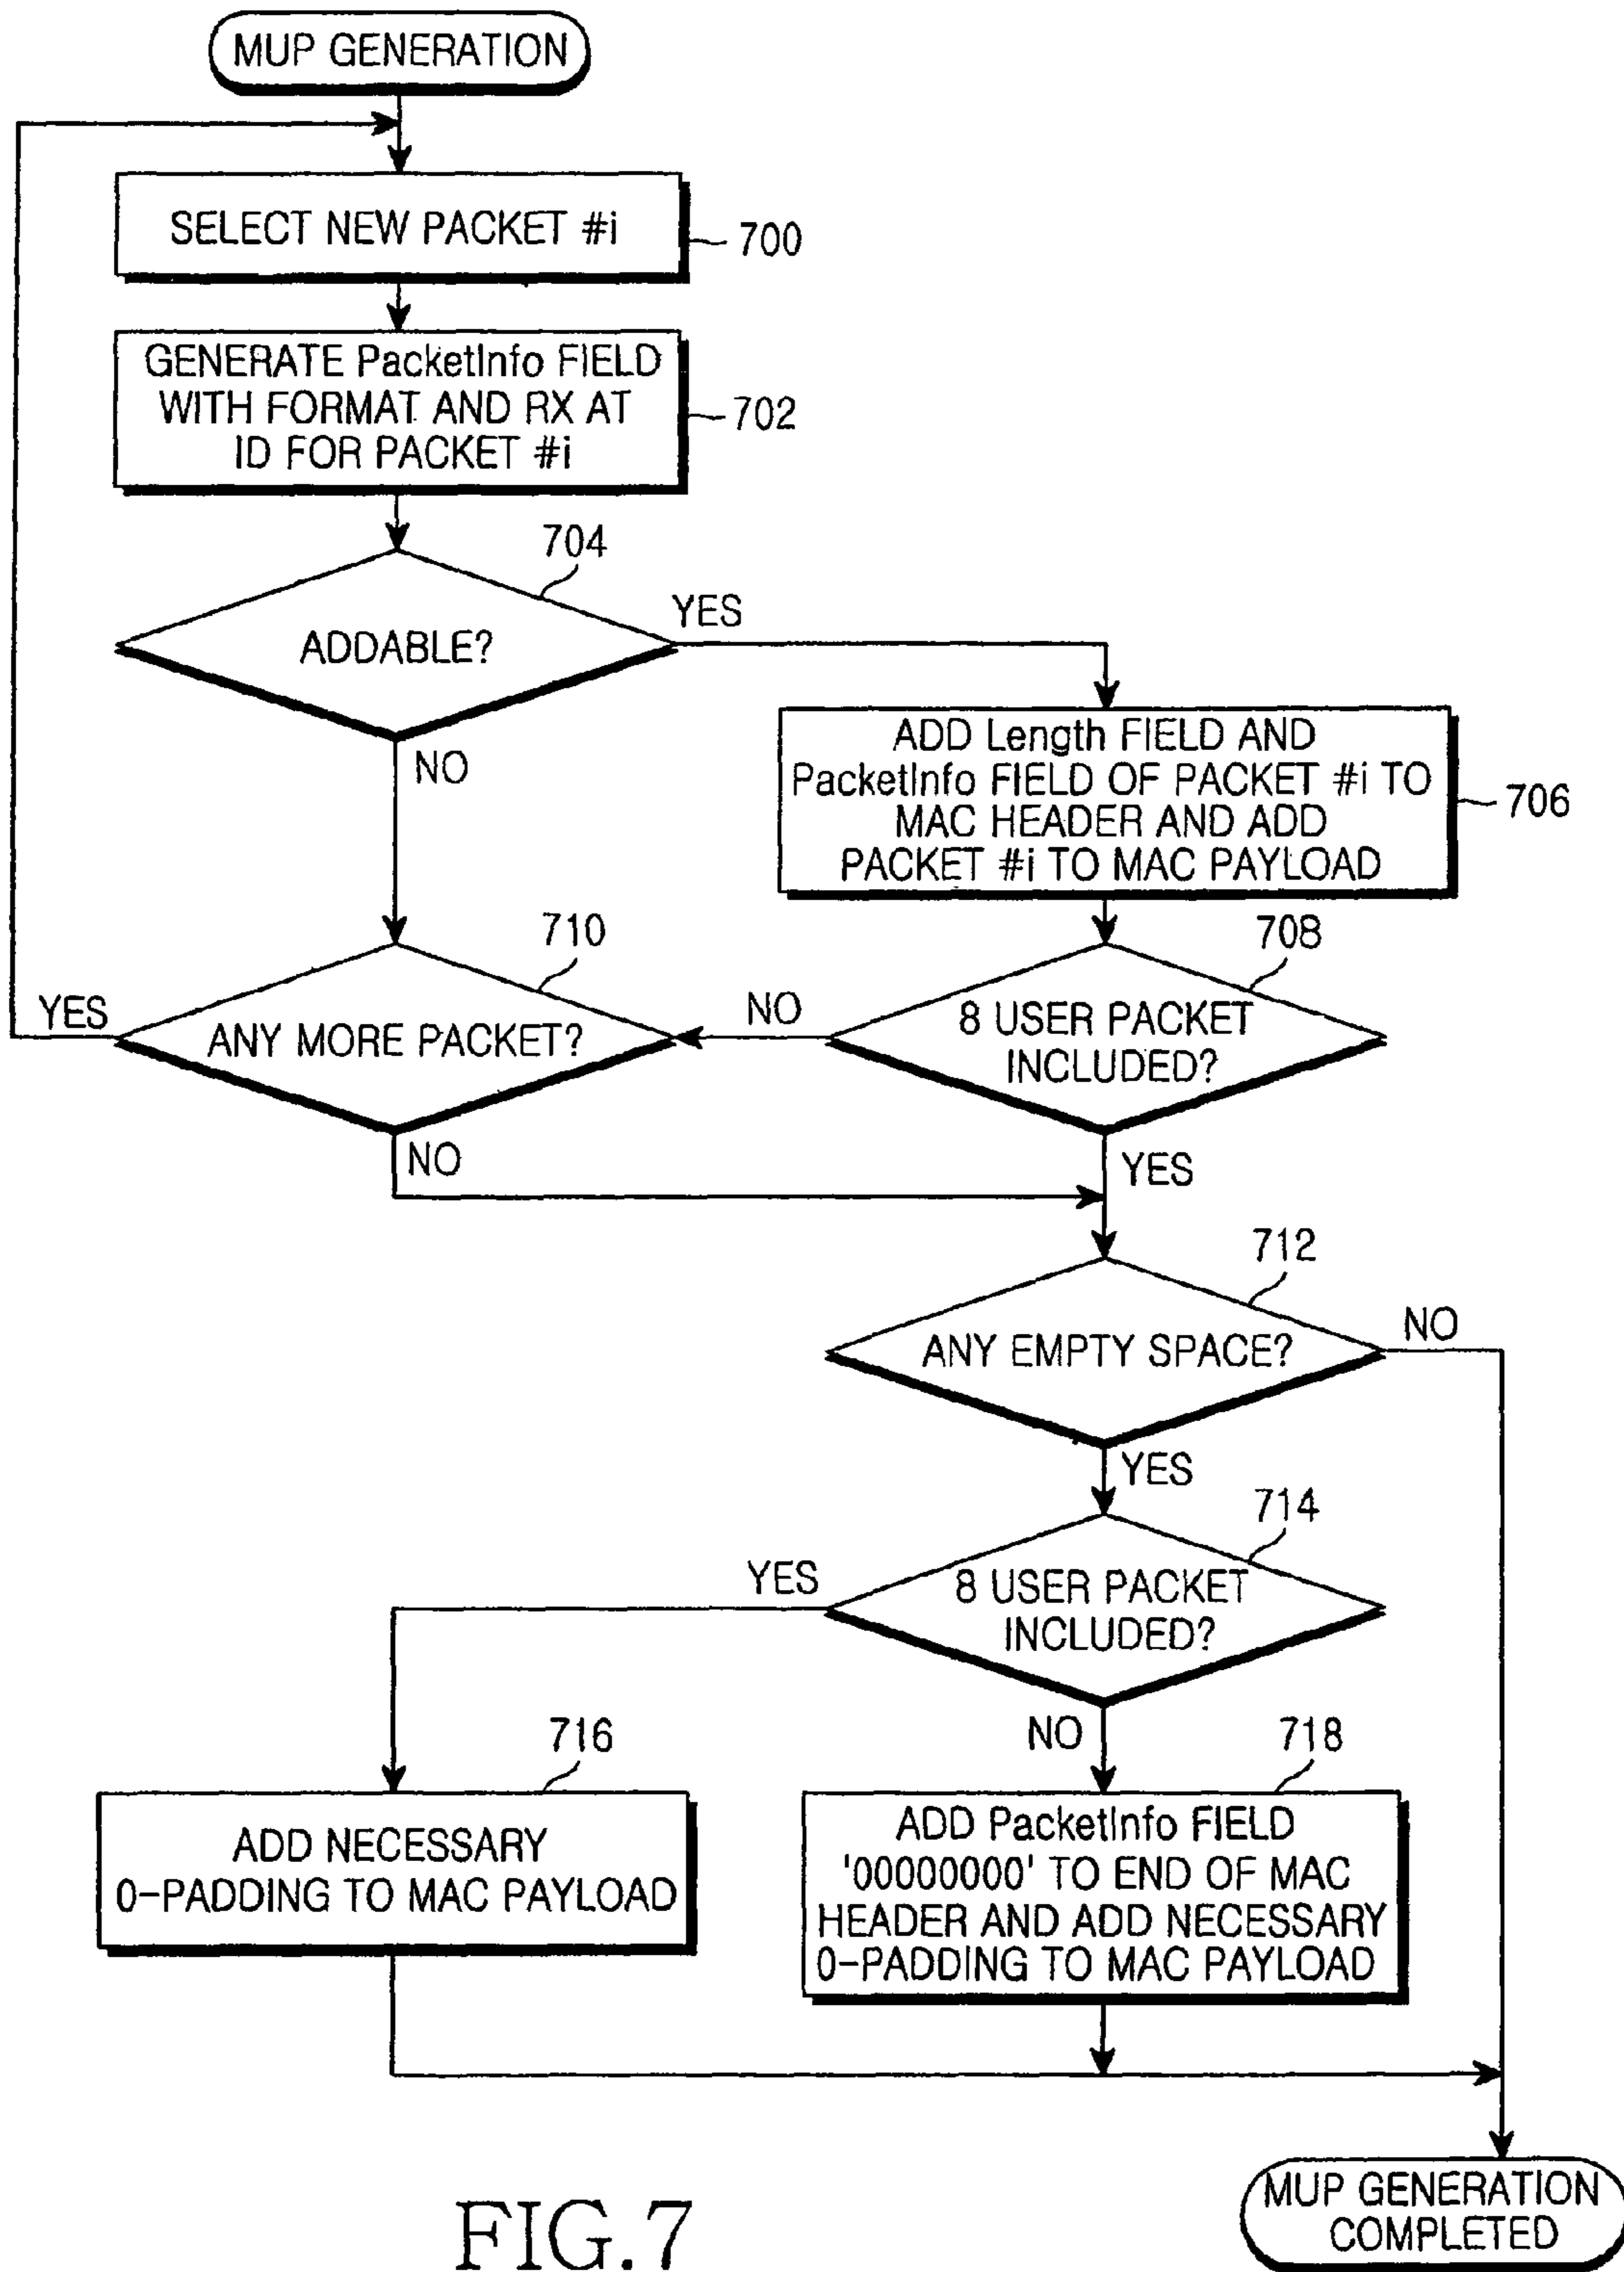 MUP GENERATION
SELECT NEW PACKET #i
700
GENERATE PacketInfo FIELD
WITH FORMAT AND RX AT
ID FOR PACKET #i
702
704
ADDABLE?
YES
NO
ADD Length FIELD AND
PacketInfo FIELD OF PACKET #i TO
MAC HEADER AND ADD
PACKET #i TO MAC PAYLOAD
706
710
708
YES
ANY MORE PACKET?
NO
8 USER PACKET
INCLUDED?
NO
YES
712
ANY EMPTY SPACE?
NO
YES
714
YES
8 USER PACKET
INCLUDED?
NO
716
718
ADD NECESSARY
0-PADDING TO MAC PAYLOAD
ADD PacketInfo FIELD
'00000000' TO END OF MAC
HEADER AND ADD NECESSARY
0-PADDING TO MAC PAYLOAD
MUP GENERATION
COMPLETED
FIG.7